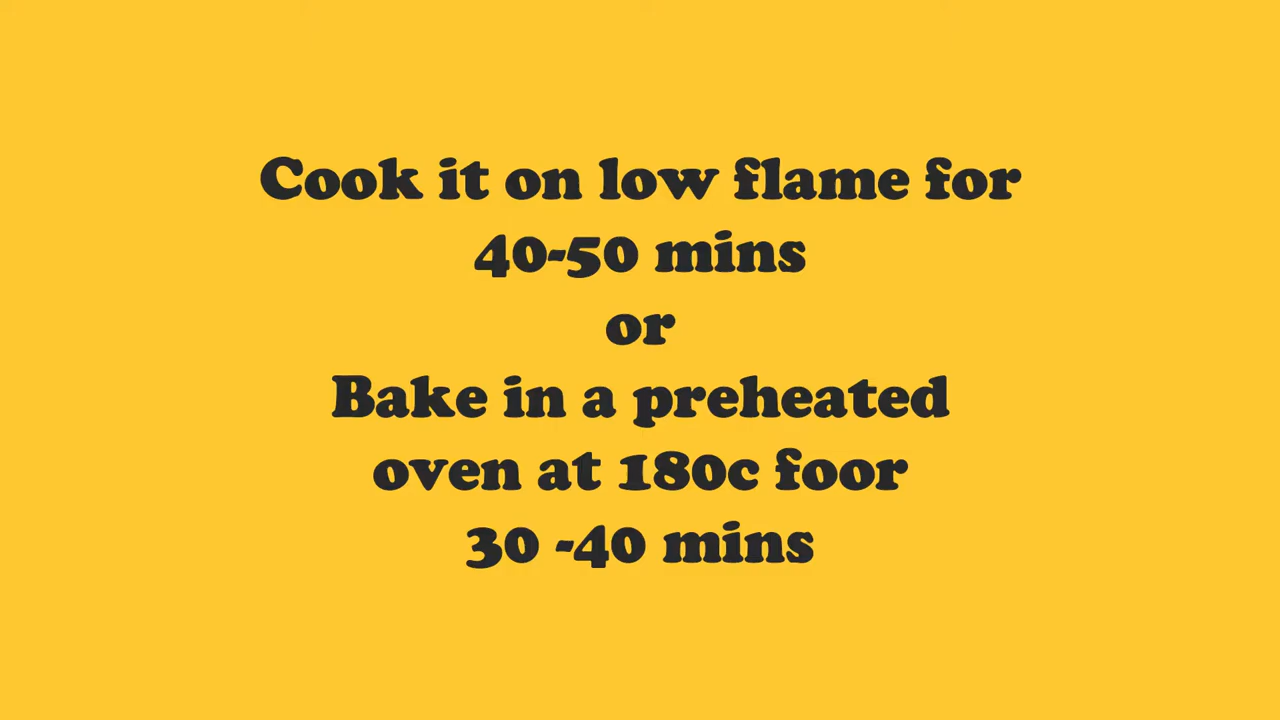 Cook it on low flame for
40-50 mins
or
Bake in a preheated
oven at 180c foor
30 -40 mins